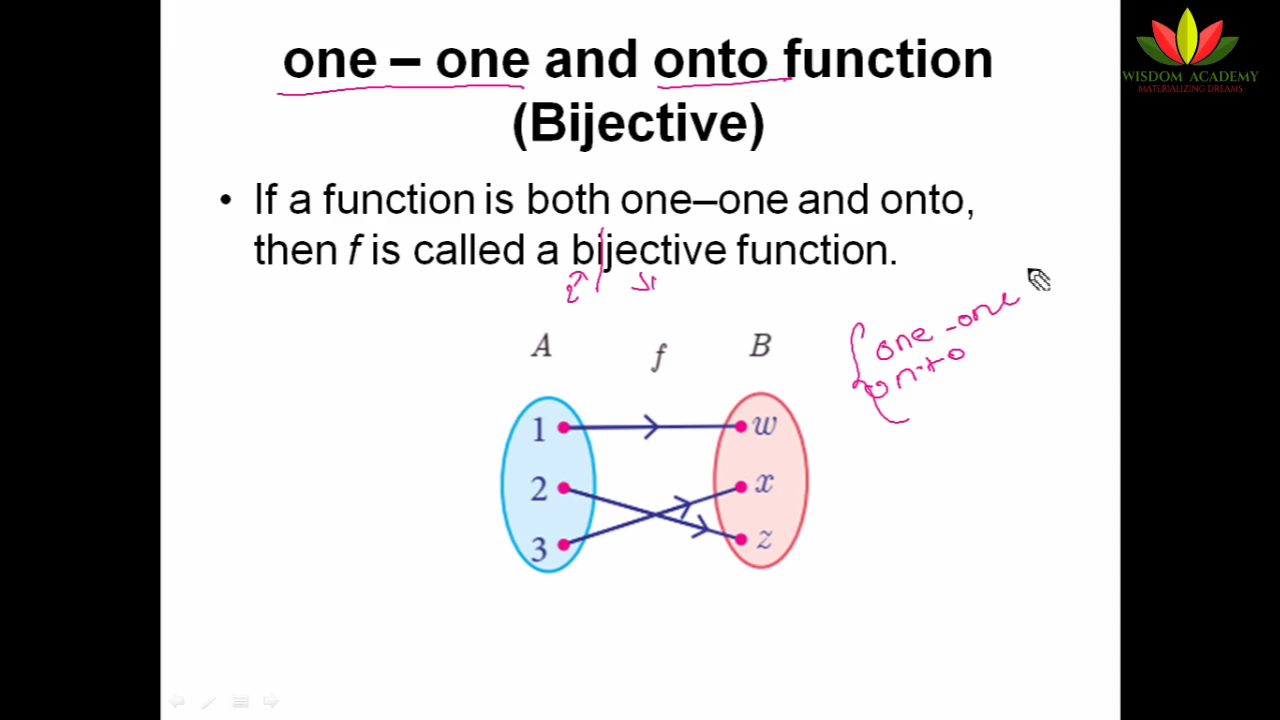 one – one and onto function
(Bijective)
• If a function is both one–one and onto,
then f is called a bijective function.
A f B
1 w
2 x
3 z
one-one
onto
WISDOM ACADEMY
MATERIALIZING DREAMS